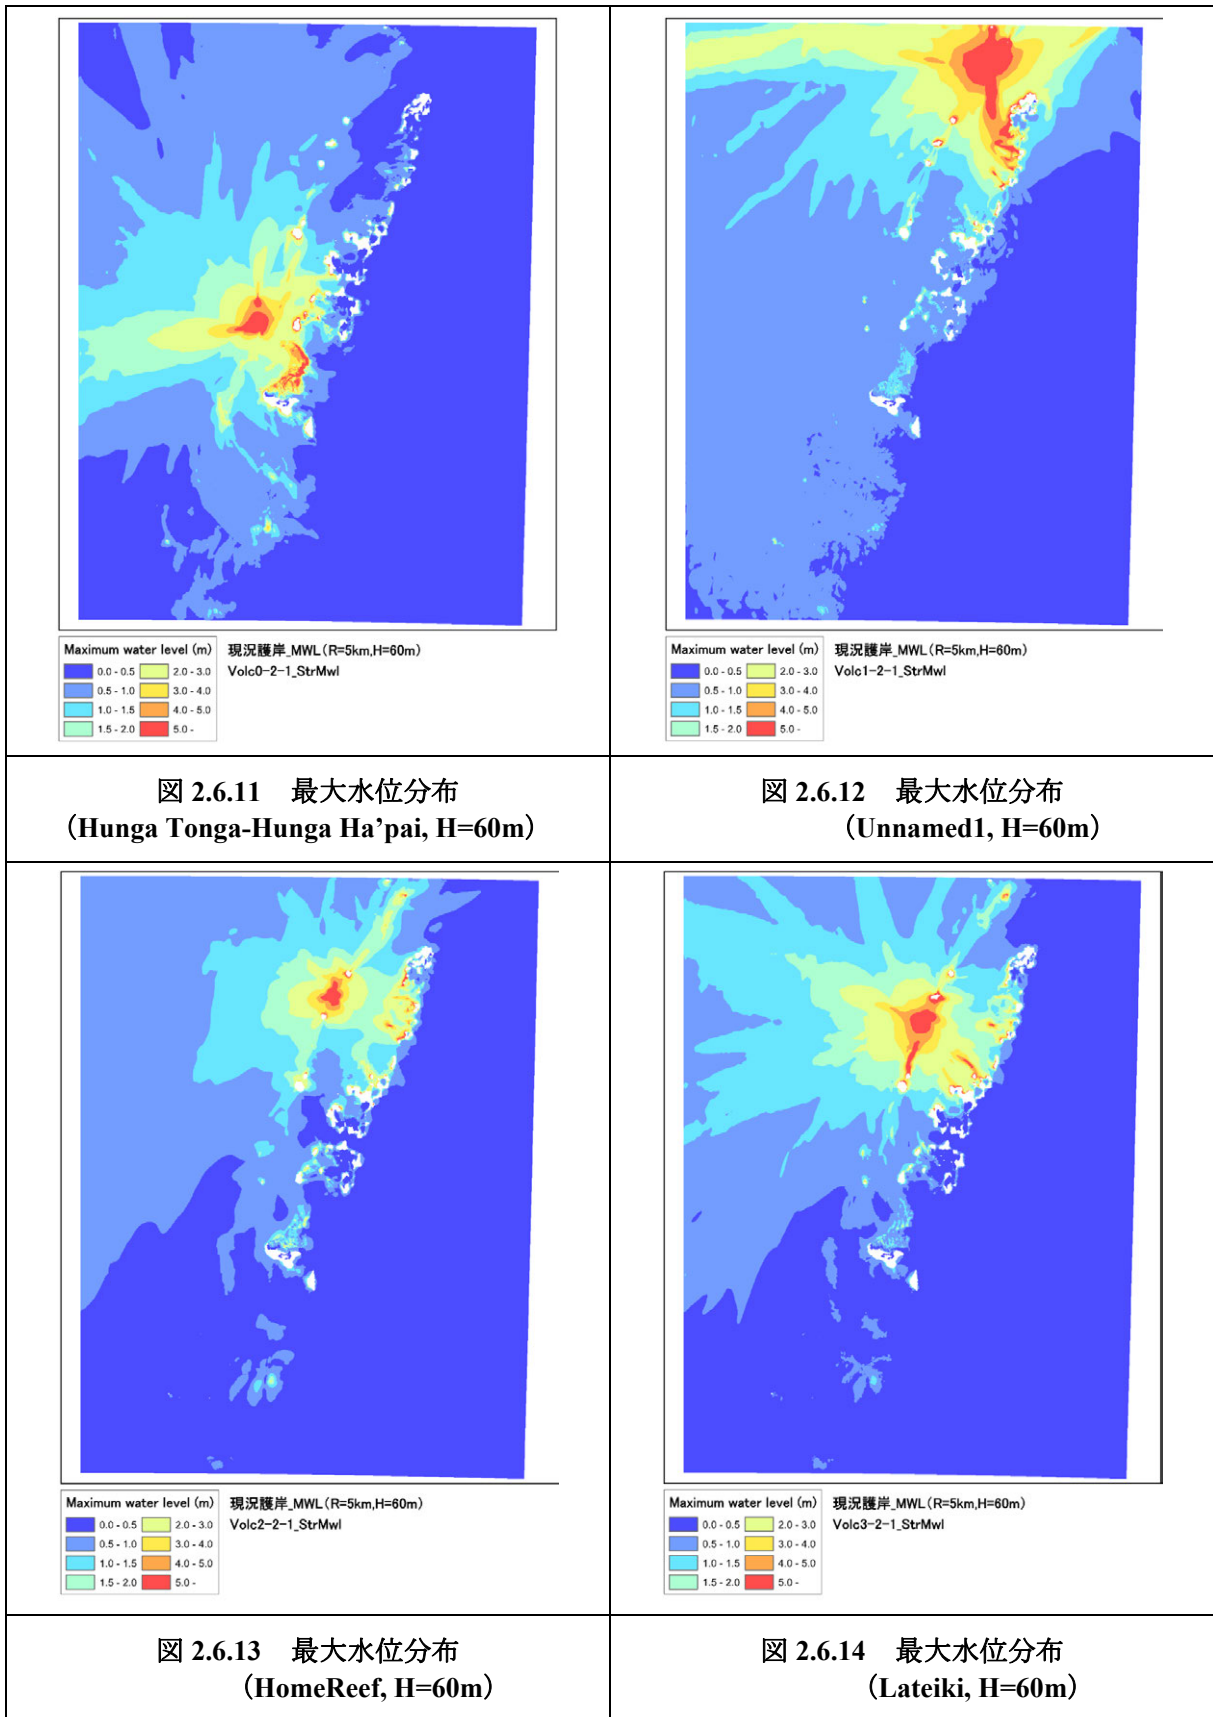 Maximum water level (m)
0.0 - 0.5 2.0 - 3.0
0.5 - 1.0 3.0 - 4.0
1.0 - 1.5 4.0 - 5.0
1.5 - 2.0 5.0 -
現況護岸_MWL(R=5km,H=60m)
Volc0-2-1_StrMwl
Maximum water level (m)
0.0 - 0.5 2.0 - 3.0
0.5 - 1.0 3.0 - 4.0
1.0 - 1.5 4.0 - 5.0
1.5 - 2.0 5.0 -
現況護岸_MWL(R=5km,H=60m)
Volc1-2-1_StrMwl
図 2.6.11 最大水位分布
(Hunga Tonga-Hunga Ha’pai, H=60m)
図 2.6.12 最大水位分布
(Unnamed1, H=60m)
Maximum water level (m)
0.0 - 0.5 2.0 - 3.0
0.5 - 1.0 3.0 - 4.0
1.0 - 1.5 4.0 - 5.0
1.5 - 2.0 5.0 -
現況護岸_MWL(R=5km,H=60m)
Volc2-2-1_StrMwl
Maximum water level (m)
0.0 - 0.5 2.0 - 3.0
0.5 - 1.0 3.0 - 4.0
1.0 - 1.5 4.0 - 5.0
1.5 - 2.0 5.0 -
現況護岸_MWL(R=5km,H=60m)
Volc3-2-1_StrMwl
図 2.6.13 最大水位分布
(HomeReef, H=60m)
図 2.6.14 最大水位分布
(Lateiki, H=60m)